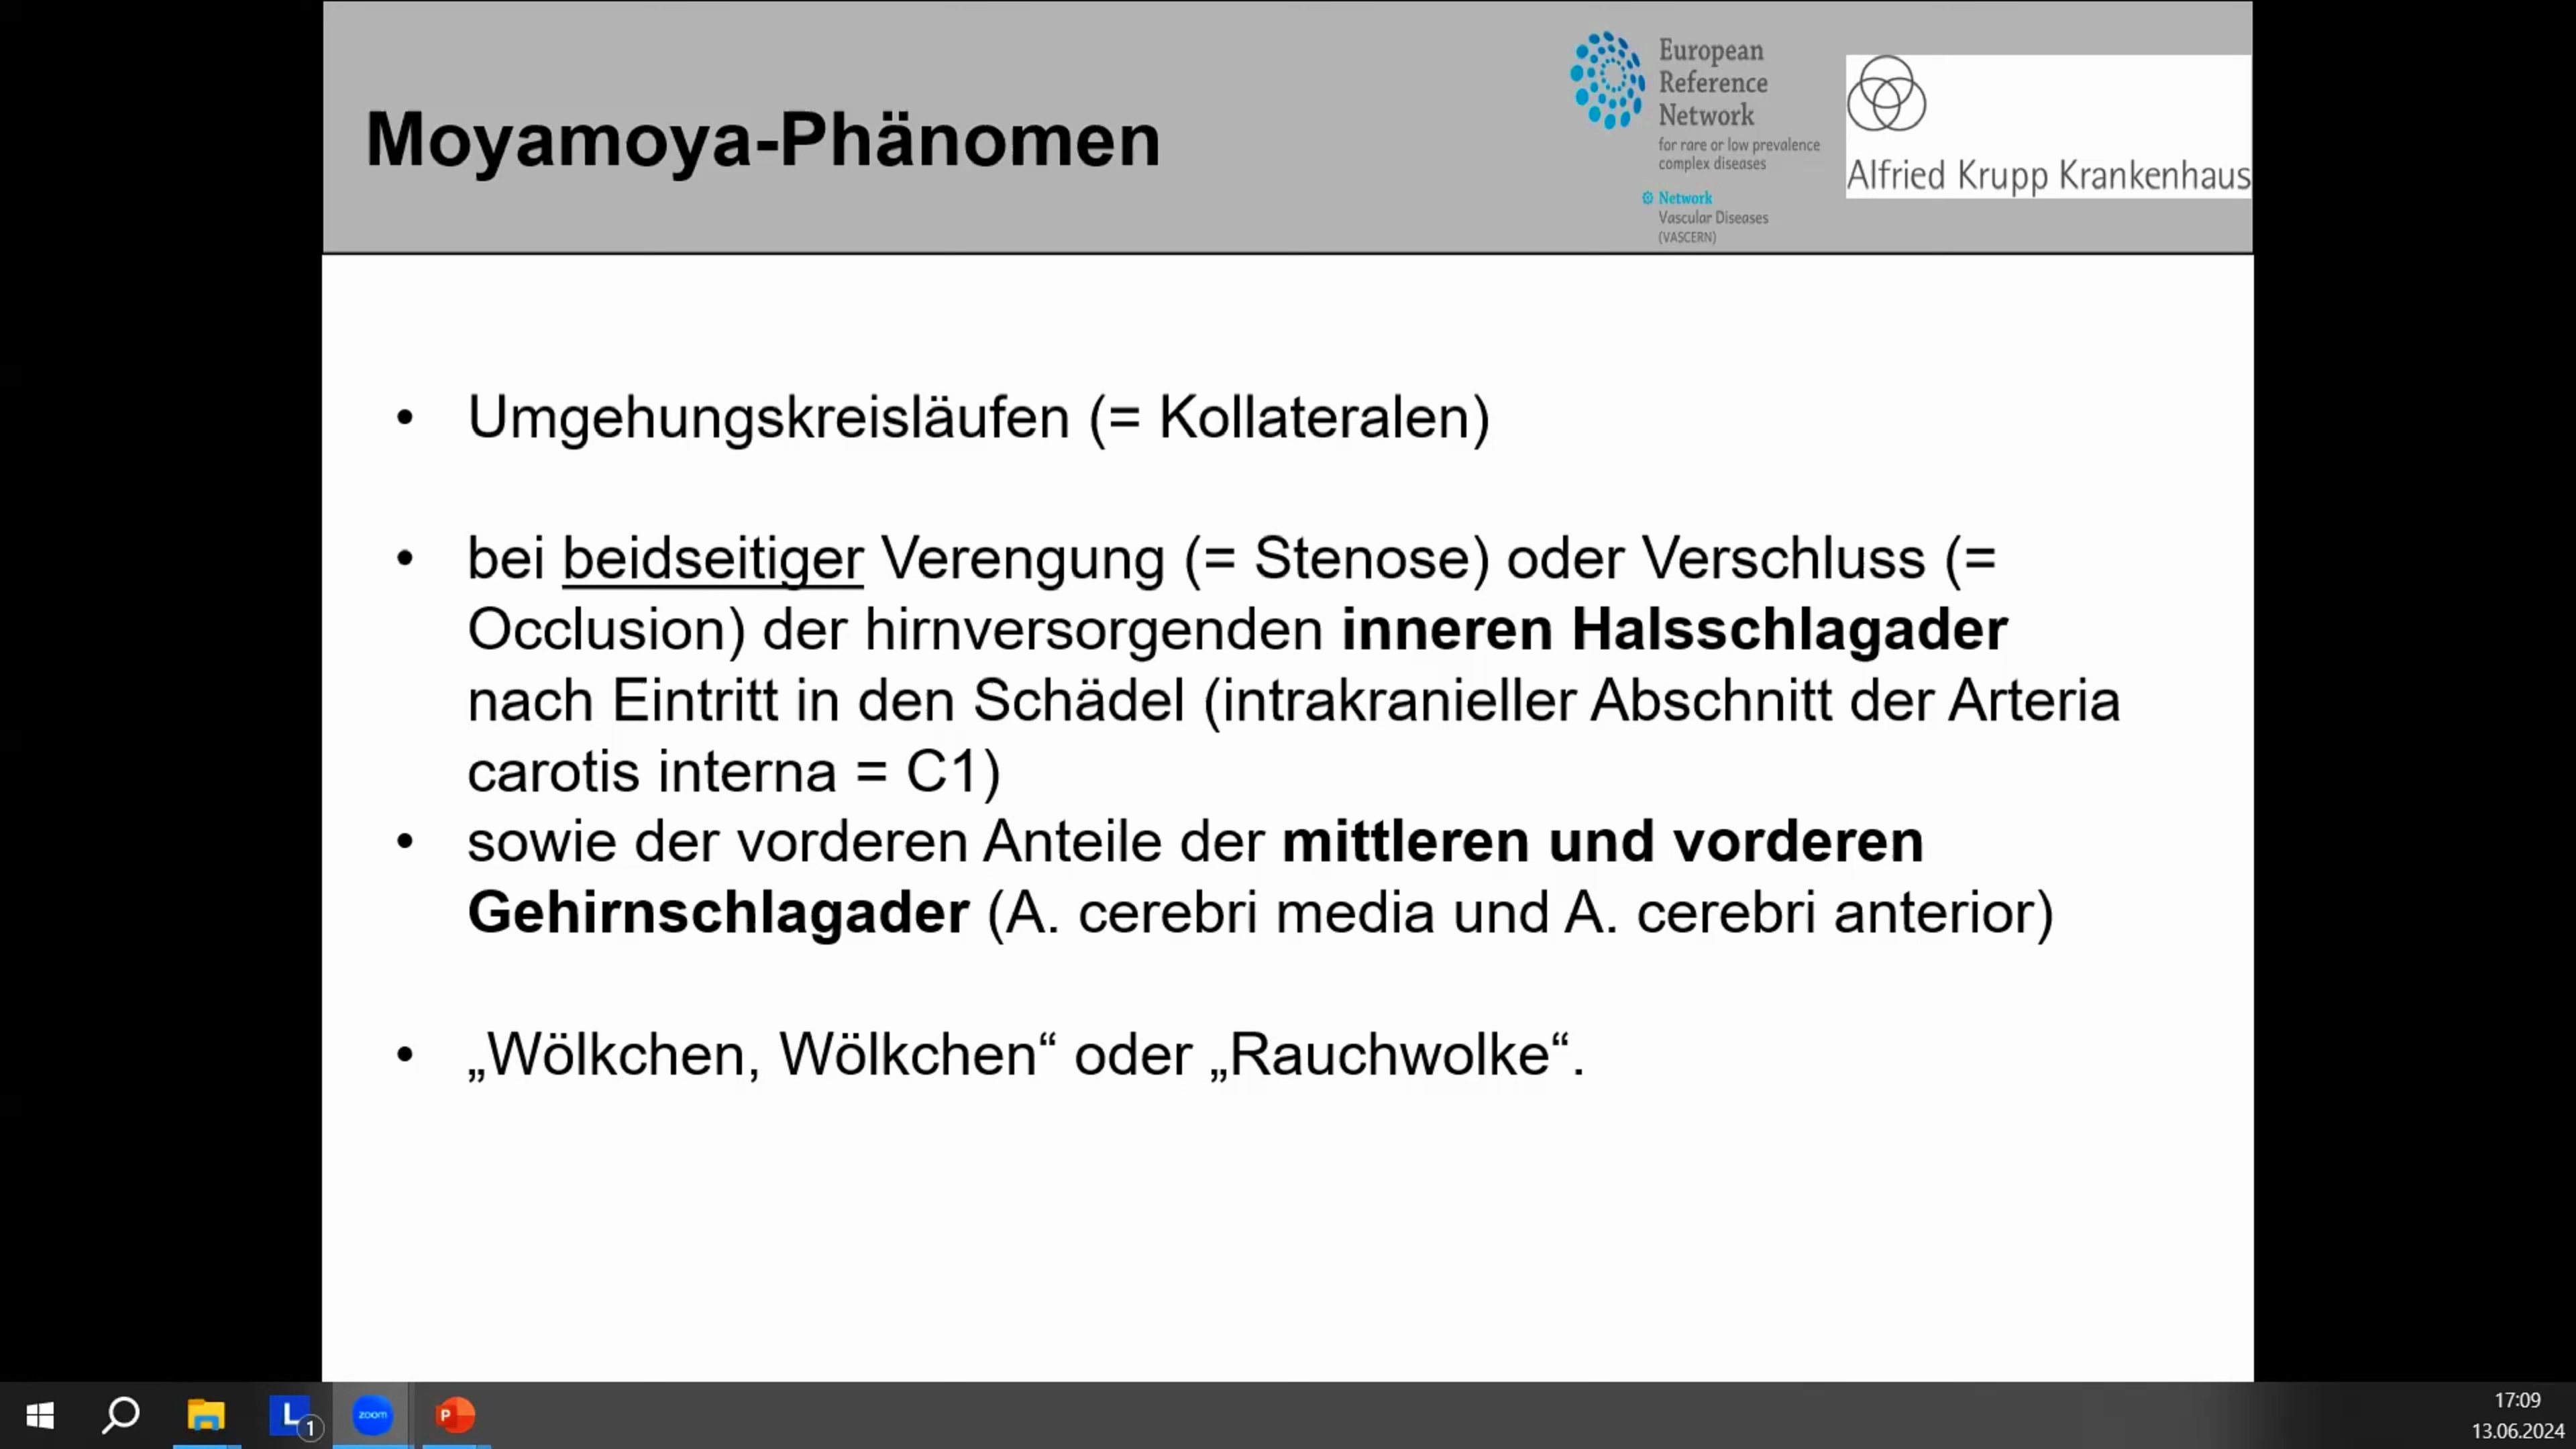 Moyamoya-Phänomen
European
Reference
Network
for rare or low prevalence
complex diseases
Network
Vascular Diseases
(VASCERN)
Alfried Krupp Krankenhaus
• Umgehungskreisläufen (= Kollateralen)
• bei beidseitiger Verengung (= Stenose) oder Verschluss (=
Occlusion) der hirnversorgenden inneren Halsschlagader
nach Eintritt in den Schädel (intrakranieller Abschnitt der Arteria
carotis interna = C1)
• sowie der vorderen Anteile der mittleren und vorderen
Gehirnschlagader (A. cerebri media und A. cerebri anterior)
• „Wölkchen, Wölkchen“ oder „Rauchwolke“.
L
1
zoom
P
17:09
13.06.2024